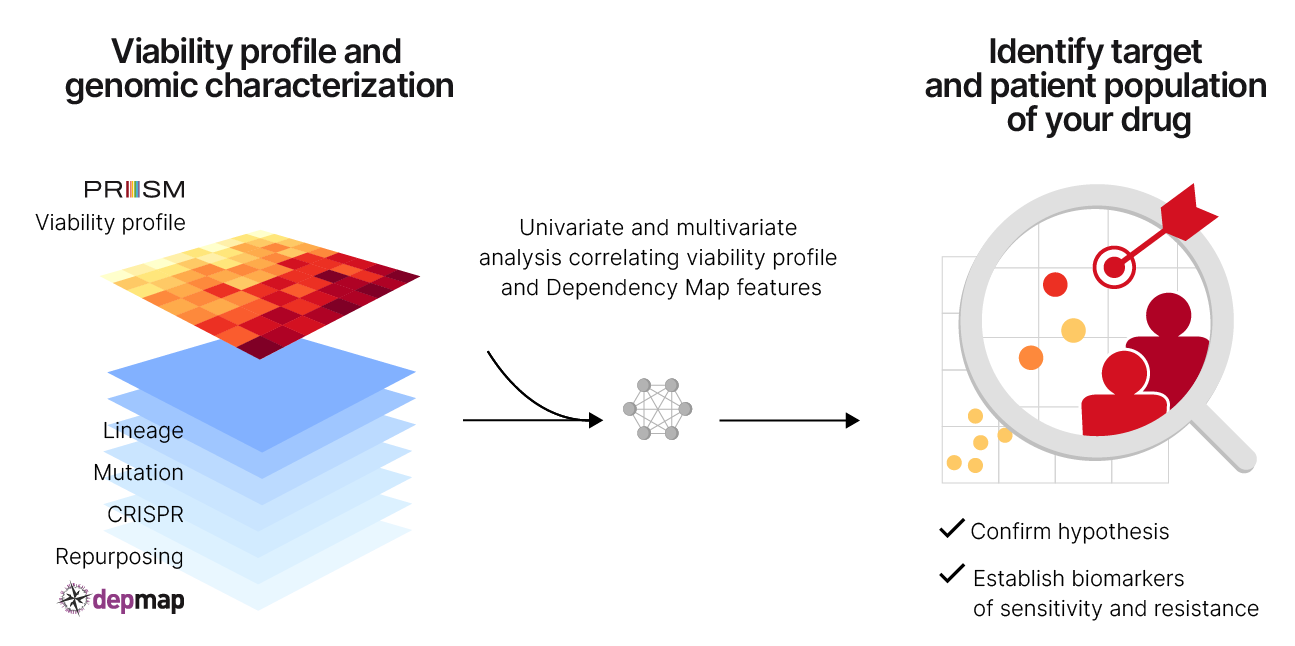 Viability profile and
genomic characterization
PRISM
Viability profile
Lineage
Mutation
CRISPR
Repurposing
depmap
Univariate and multivariate
analysis correlating viability profile
and Dependency Map features
Identify target
and patient population
of your drug
Confirm hypothesis
Establish biomarkers
of sensitivity and resistance